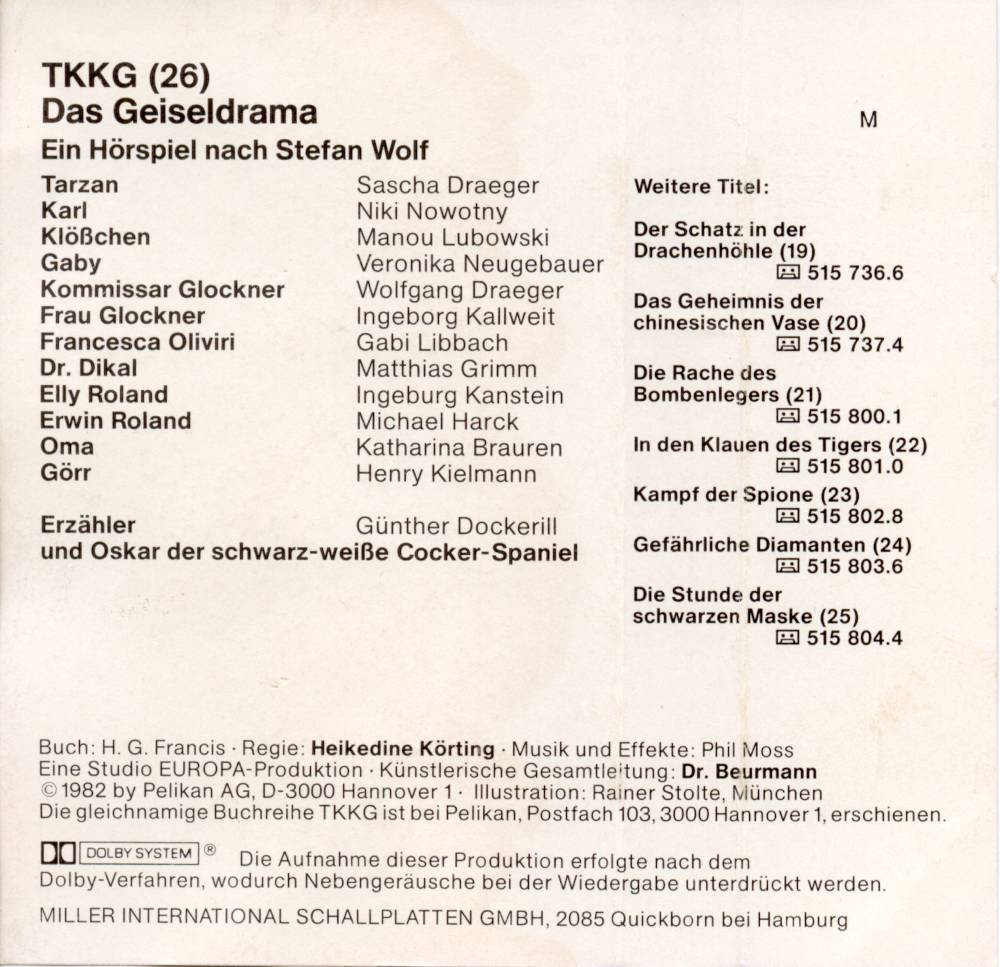 TKKG (26)
Das Geiseldrama
Ein Hörspiel nach Stefan Wolf
Tarzan Sascha Draeger
Karl Niki Nowotny
Klößchen Manou Lubowski
Gaby Veronika Neugebauer
Kommissar Glockner Wolfgang Draeger
Frau Glockner Ingeborg Kallweit
Francesca Oliviri Gabi Libbach
Dr. Dikal Matthias Grimm
Elly Roland Ingeburg Kanstein
Erwin Roland Michael Harck
Oma Katharina Brauren
Görr Henry Kielmann
Erzähler Günther Dockerill
und Oskar der schwarz-weiße Cocker-Spaniel
M
Weitere Titel:
Der Schatz in der
Drachenhöhle (19)
515 736.6
Das Geheimnis der
chinesischen Vase (20)
515 737.4
Die Rache des
Bombenlegers (21)
515 800.1
In den Klauen des Tigers (22)
515 801.0
Kampf der Spione (23)
515 802.8
Gefährliche Diamanten (24)
515 803.6
Die Stunde der
schwarzen Maske (25)
515 804.4
Buch: H. G. Francis · Regie: Heikedine Körting · Musik und Effekte: Phil Moss
Eine Studio EUROPA-Produktion · Künstlerische Gesamtleitung: Dr. Beurmann
© 1982 by Pelikan AG, D-3000 Hannover 1 · Illustration: Rainer Stolte, München
Die gleichnamige Buchreihe TKKG ist bei Pelikan, Postfach 103, 3000 Hannover 1, erschienen.
DOLBY SYSTEM ® Die Aufnahme dieser Produktion erfolgte nach dem
Dolby-Verfahren, wodurch Nebengeräusche bei der Wiedergabe unterdrückt werden.
MILLER INTERNATIONAL SCHALLPLATTEN GMBH, 2085 Quickborn bei Hamburg